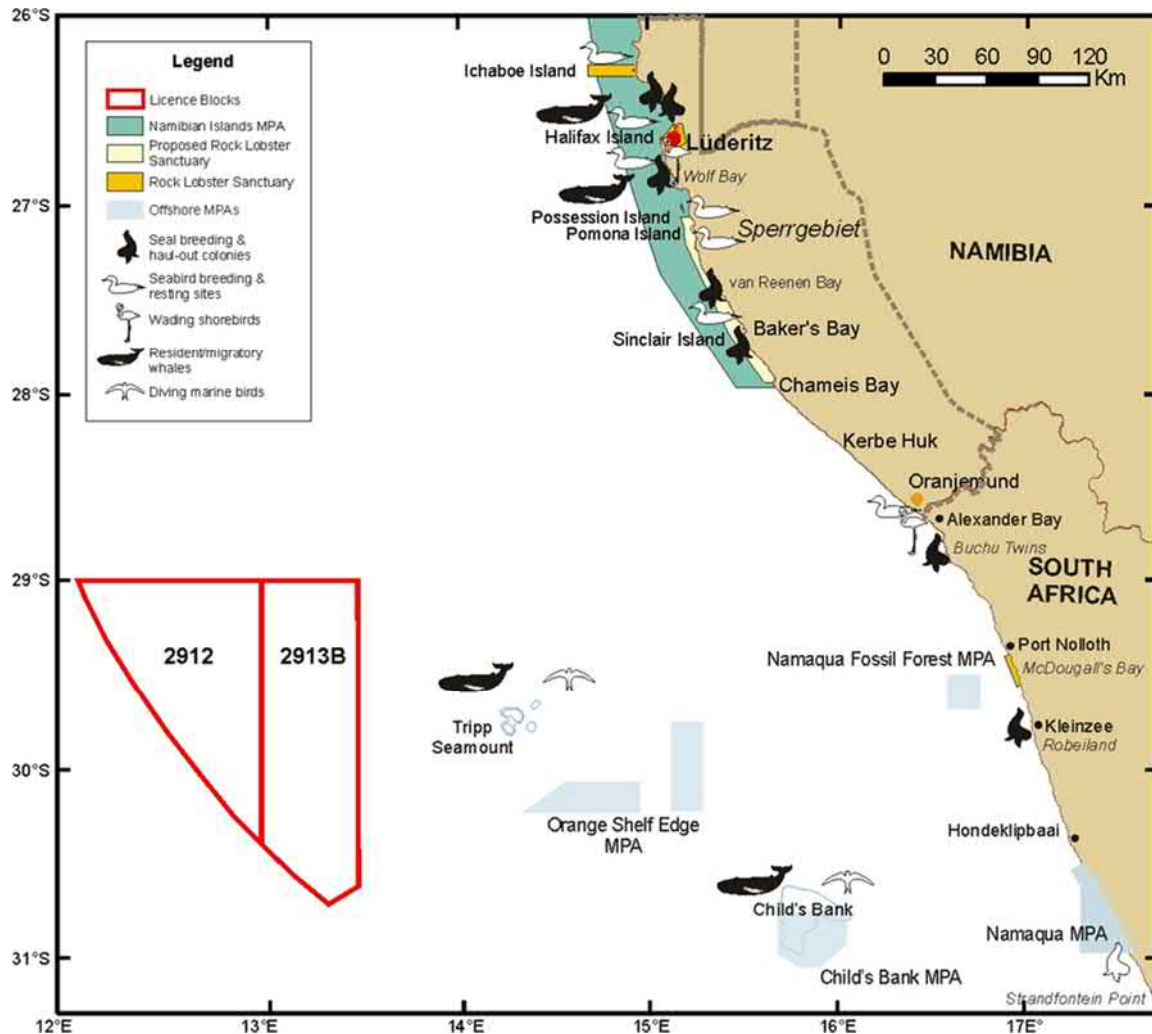 26°S
27°S
28°S
29°S
30°S
31°S
12°E
13°E
14°E
15°E
16°E
17°E
Legend
Licence Blocks
Namibian Islands MPA
Proposed Rock Lobster
Sanctuary
Rock Lobster Sanctuary
Offshore MPAs
Seal breeding &
haul-out colonies
Seabird breeding &
resting sites
Wading shorebirds
Resident/migratory
whales
Diving marine birds
0 30 60 90 120
Km
Ichaboe Island
Halifax Island
Lüderitz
Wolf Bay
Possession Island
Pomona Island
Sperrgebiet
NAMIBIA
van Reenen Bay
Sinclair Island
Baker's Bay
Chameis Bay
Kerbe Huk
Oranjemund
Alexander Bay
Buchu Twins
SOUTH
AFRICA
2912
2913B
Port Nolloth
McDougall's Bay
Namaqua Fossil Forest MPA
Tripp
Seamount
Kleinzee
Robeiland
Orange Shelf Edge
MPA
Hondeklipbaai
Child's Bank
Namaqua MPA
Child's Bank MPA
Strandfontein Point